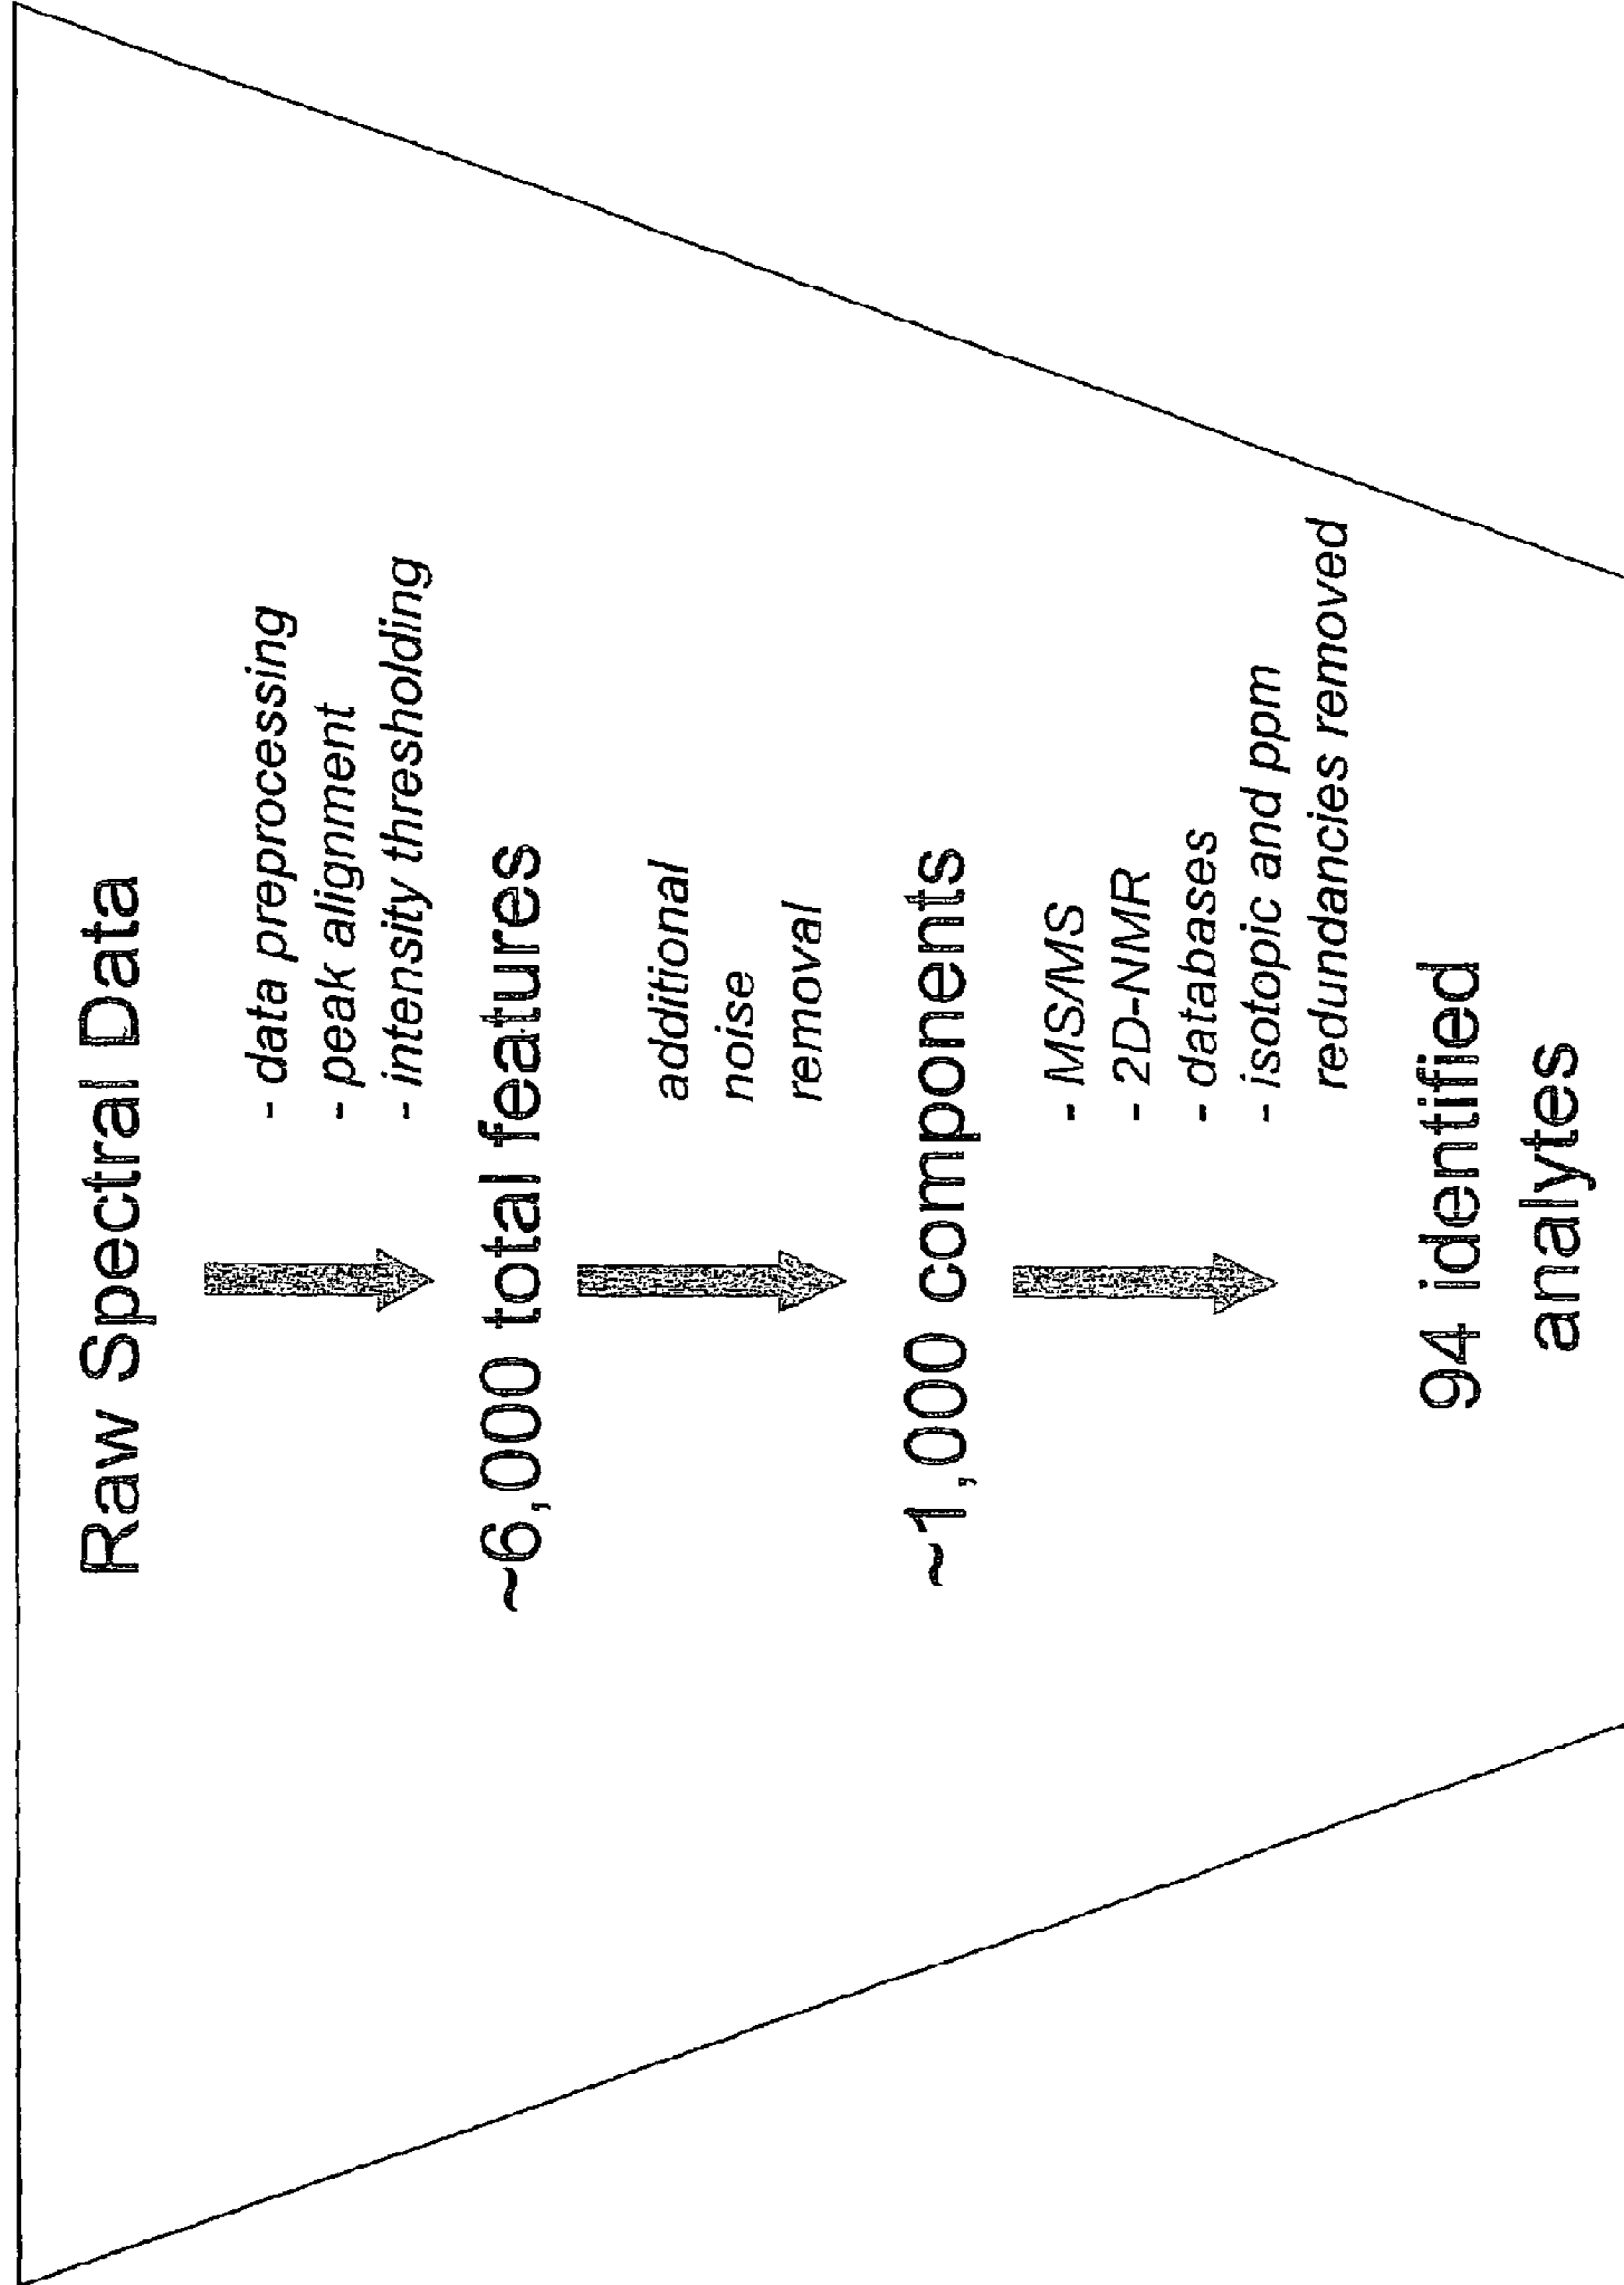 Raw Spectral Data
- data preprocessing
- peak alignment
- intensity thresholding
~6,000 total features
additional
noise
removal
~1,000 components
- MS/MS
- 2D-NMR
- databases
- isotopic and ppm
redundancies removed
94 identified
analytes